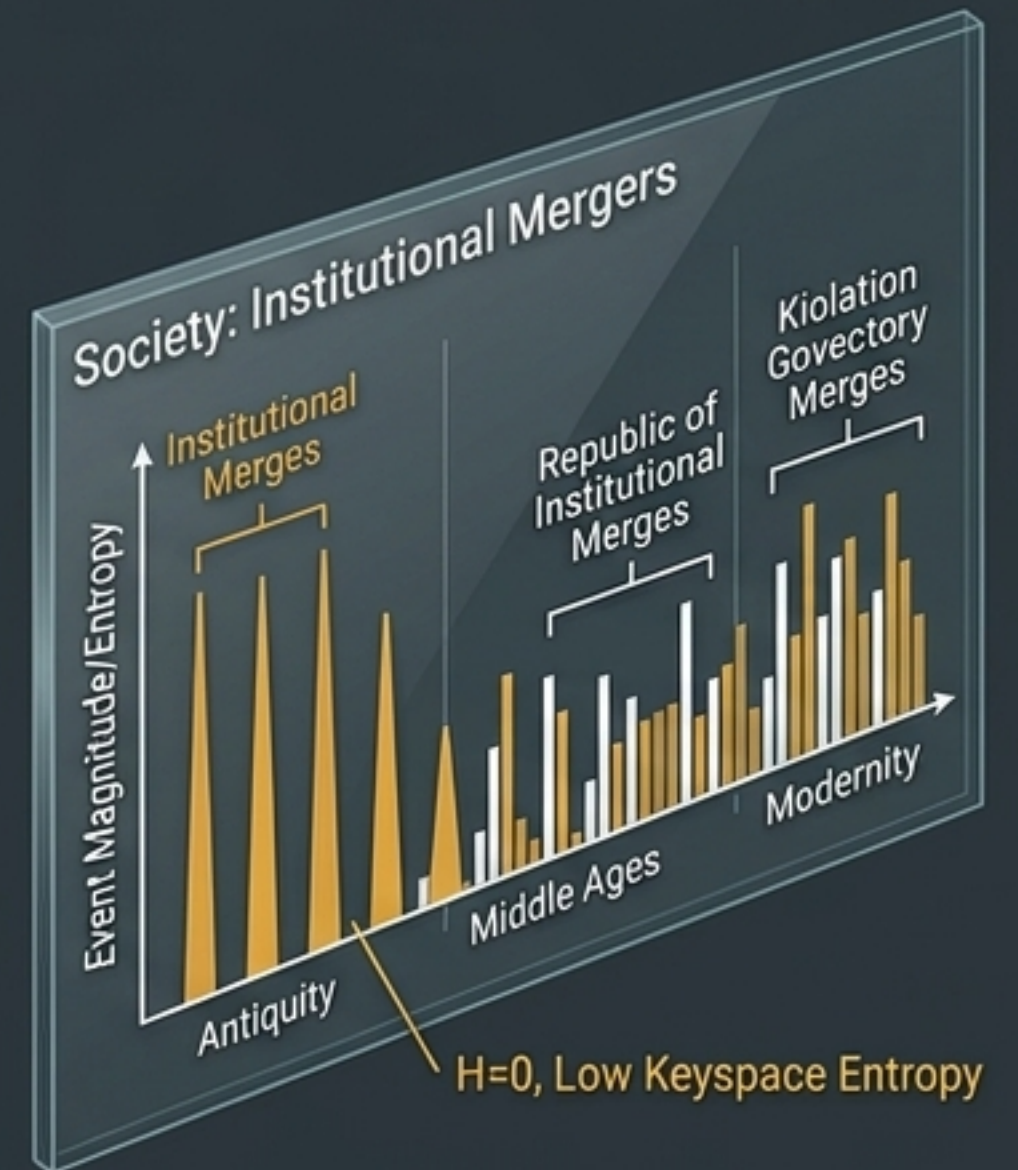 Society: Institutional Mergers
Institutional
Merges
Republic of
Institutional
Merges
Kiolation
Govectory
Merges
Event Magnitude/Entropy
Antiquity
Middle Ages
Modernity
H=0, Low Keyspace Entropy